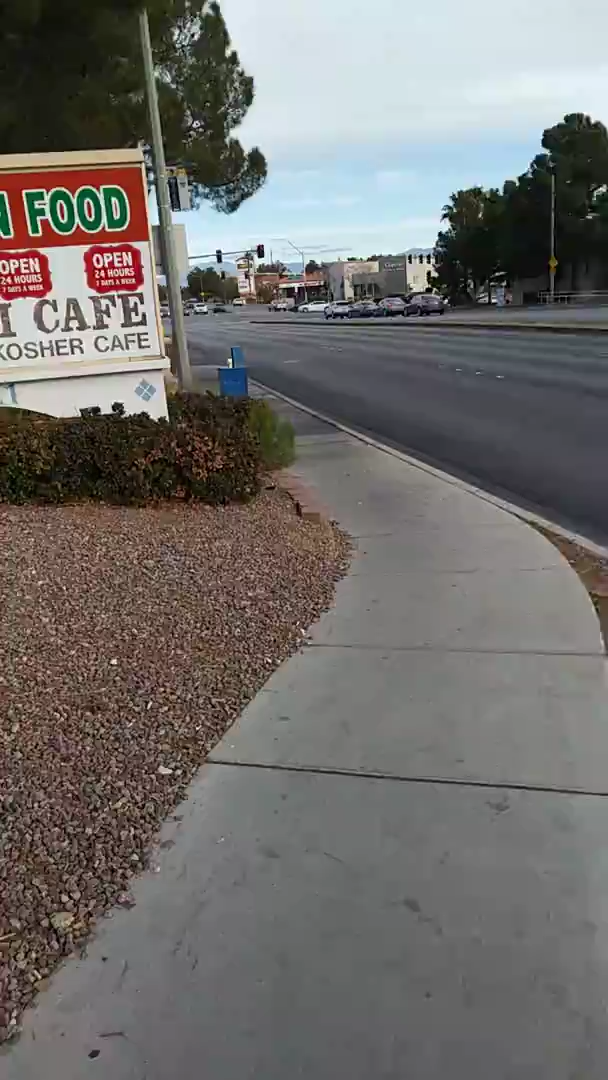 FOOD
OPEN
24 HOURS
7 DAYS A WEEK
OPEN
24 HOURS
7 DAYS A WEEK
I CAFE
KOSHER CAFE